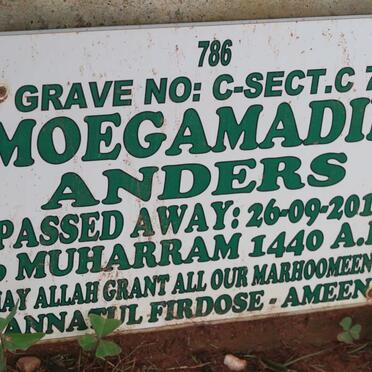 786
GRAVE NO: C-SECT.C 7
MOEGAMADI
ANDERS
PASSED AWAY: 26-09-201
MUHARRAM 1440 A.
MAY ALLAH GRANT ALL OUR MARHOOMEEN
JANNATUL FIRDOSE - AMEEN